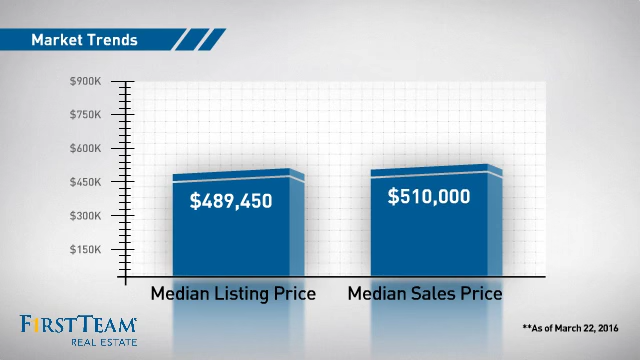 Market Trends
$900K
$750K
$600K
$450K
$300K
$150K
$489,450
$510,000
Median Listing Price
Median Sales Price
FIRSTTEAM®
REAL ESTATE
**As of March 22, 2016